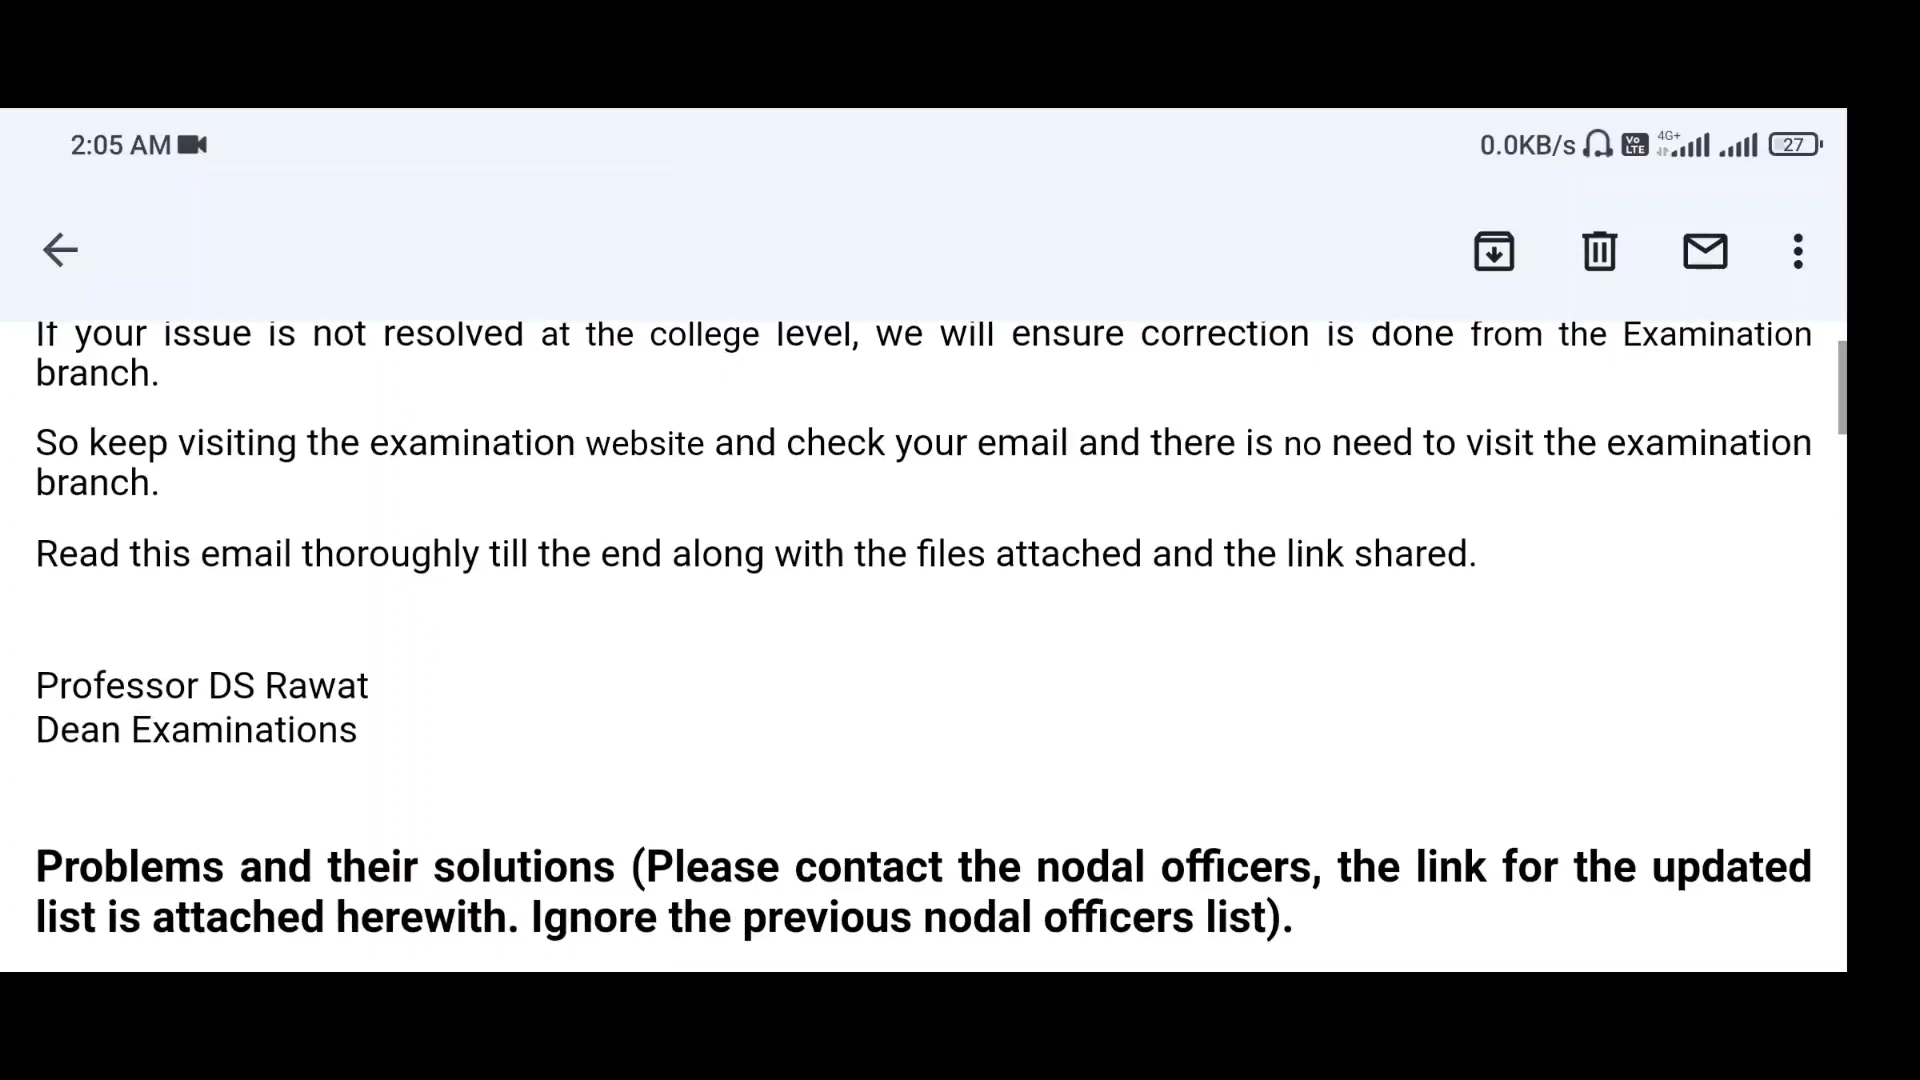 2:05 AM
0.0KB/s Vo LTE 4G+ 27
If your issue is not resolved at the college level, we will ensure correction is done from the Examination
branch.
So keep visiting the examination website and check your email and there is no need to visit the examination
branch.
Read this email thoroughly till the end along with the files attached and the link shared.
Professor DS Rawat
Dean Examinations
Problems and their solutions (Please contact the nodal officers, the link for the updated
list is attached herewith. Ignore the previous nodal officers list).